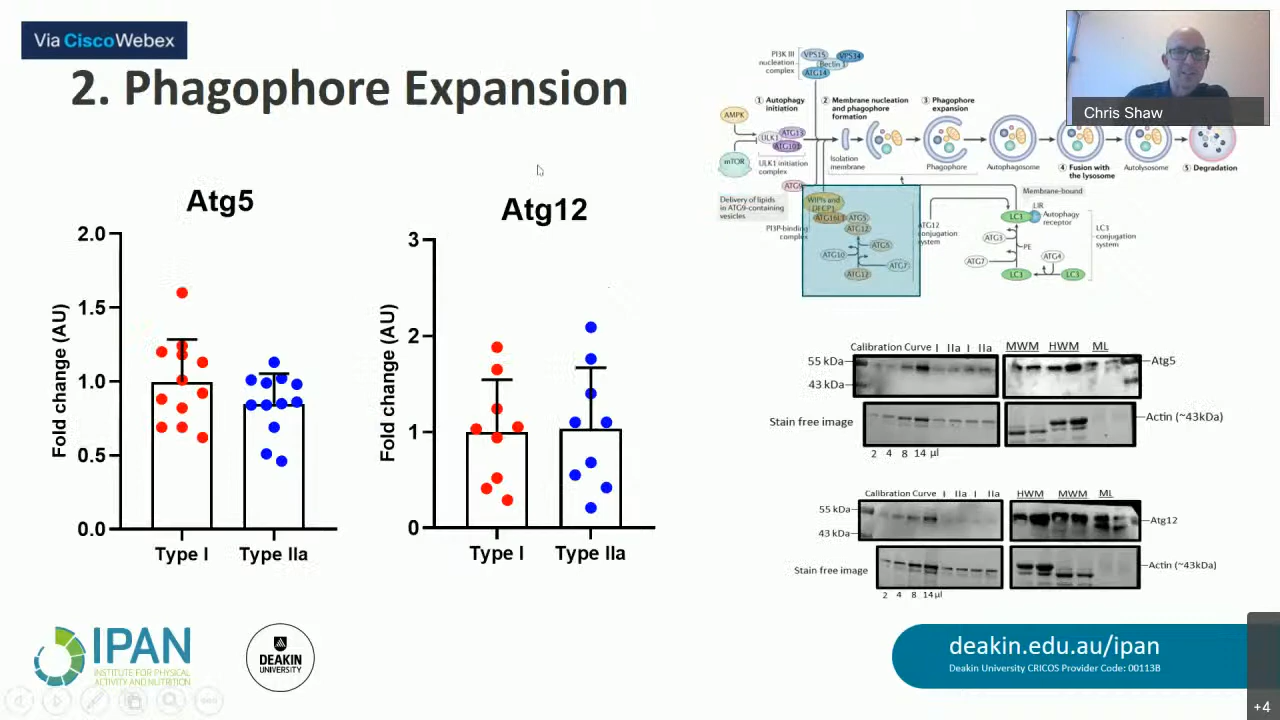 Via CiscoWebex
2. Phagophore Expansion
Chris Shaw
PI3K III
nucleation
complex
VPS15
VPS34
Beclin 1
ATG14
① Autophagy
initiation
② Membrane nucleation
and phagophore
formation
③ Phagophore
expansion
AMPK
mTOR
ULK1
ATG13
ATG101
ULK1 initiation
complex
Isolation
membrane
Phagophore
Autophagosome
④ Fusion with
the lysosome
Autolysosome
⑤ Degradation
ATG9
Delivery of lipids
in ATG9-containing
vesicles
WIPIs and
DFCP1
ATG16L1
ATG5
ATG12
PI3P-binding
complex
ATG5
ATG10
ATG7
ATG12
ATG12
conjugation
system
Membrane-bound
LC3
LIR
Autophagy
receptor
ATG3
PE
ATG7
ATG4
LC3
LC3
LC3
conjugation
system
Atg5
Fold change (AU)
2.0
1.5
1.0
0.5
0.0
Type I
Type IIa
Atg12
Fold change (AU)
3
2
1
0
Type I
Type IIa
Calibration Curve I IIa I IIa
MWM HWM ML
55 kDa
43 kDa
Atg5
Stain free image
Actin (~43kDa)
2 4 8 14 µl
Calibration Curve I IIa I IIa
HWM MWM ML
55 kDa
43 kDa
Atg12
Stain free image
Actin (~43kDa)
2 4 8 14 µl
IPAN
INSTITUTE FOR PHYSICAL
ACTIVITY AND NUTRITION
DEAKIN
UNIVERSITY
deakin.edu.au/ipan
Deakin University CRICOS Provider Code: 00113B
+4